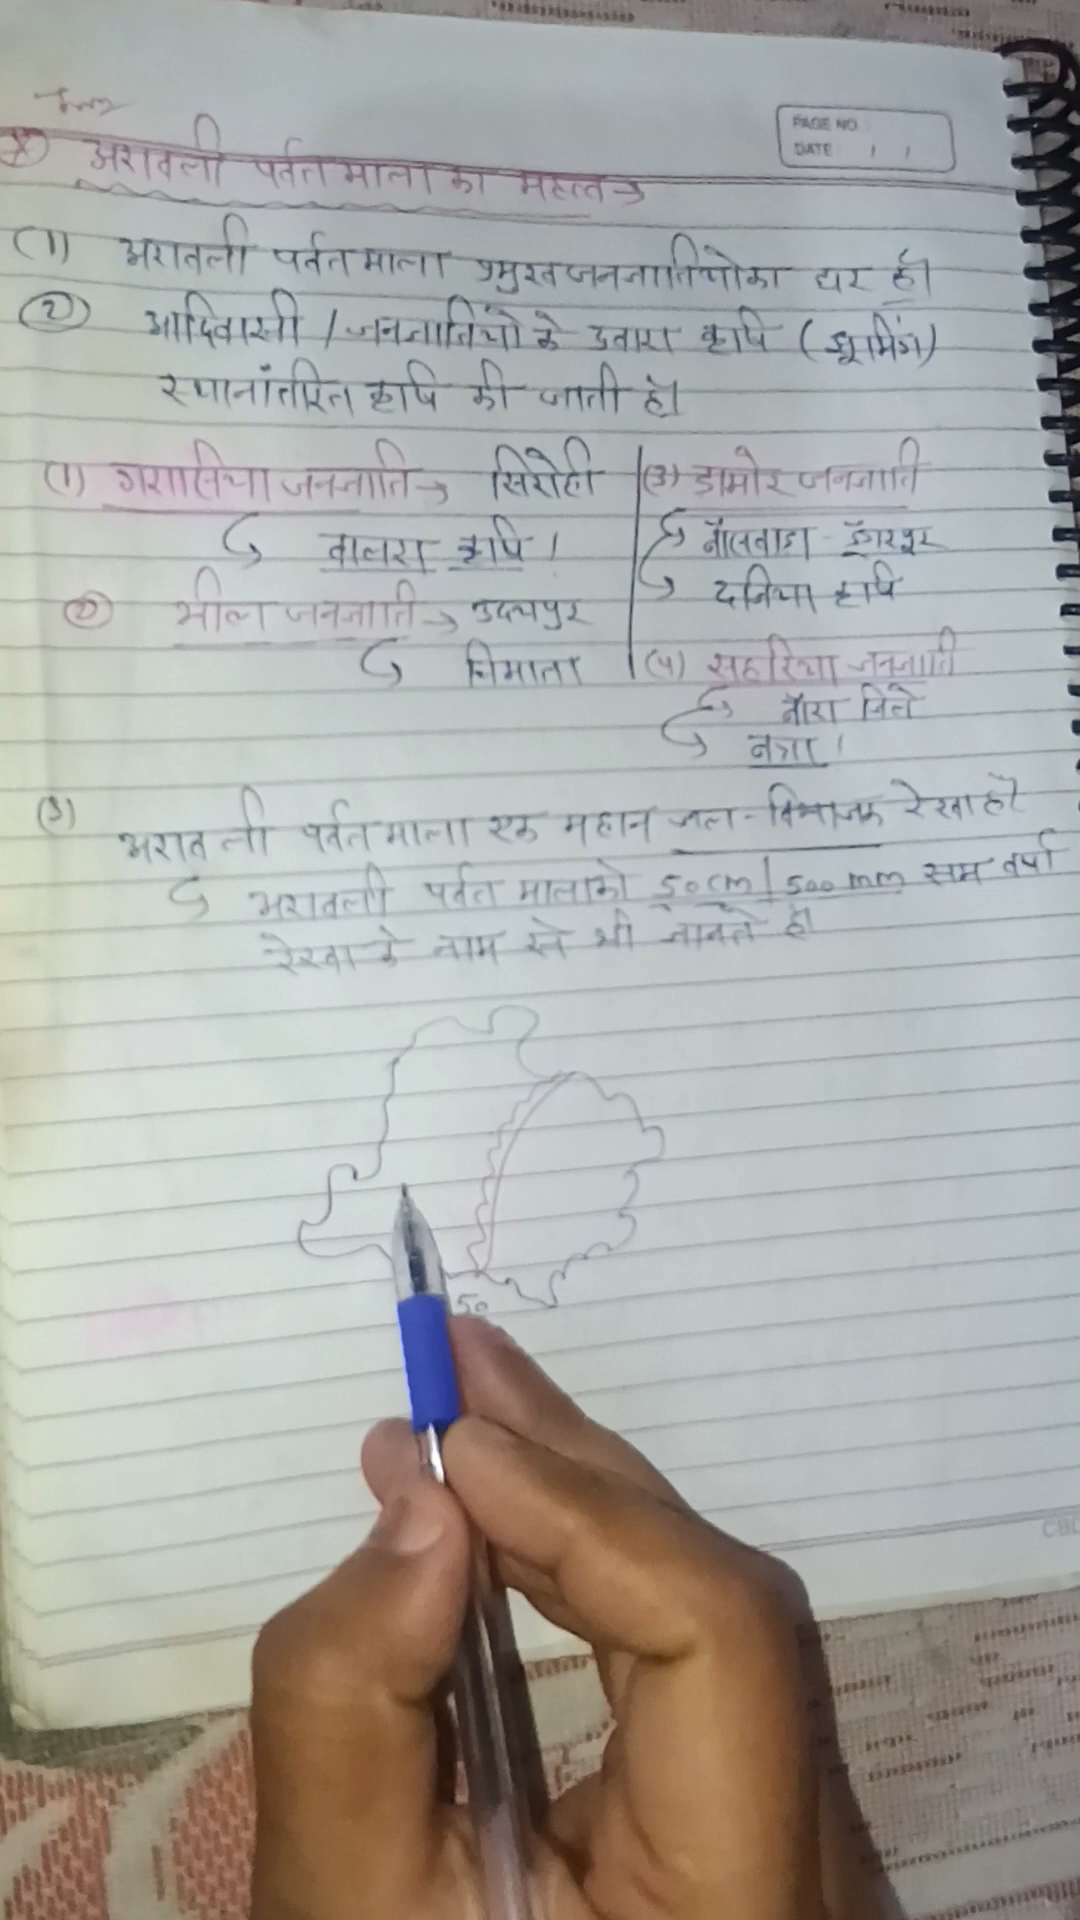 Imp
PAGE NO
DATE / /
अरावली पर्वत माला का महत्त्व →
(1) अरावली पर्वत माला प्रमुख जनजातियों का घर है।
(2) आदिवासी / जनजातियो के द्वारा कृषि (झूमिंग)
स्थानांतरित कृषि की जाती है।
(1) गरासिया जनजाति → सिरोही
वालरा कृषि ।
(2) भील जनजाति → उदयपुर
चिमाता
(3) डामोर जनजाति
बाँसवाडा - डूँगरपुर
दजिया कृषि
(4) सहरिया जनजाति
बाँरा जिले
(3) अरावली पर्वत माला एक महान जल-विभाजक रेखा है
अरावली पर्वत माला को 50 cm / 500 mm सम वर्षा
रेखा के नाम से भी जानते है।
50